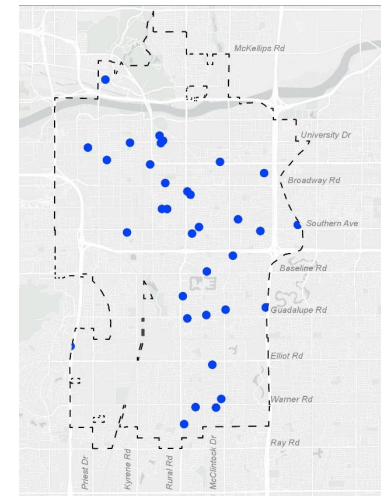 McKellips Rd
University Dr
Broadway Rd
Southern Ave
Baseline Rd
Guadalupe Rd
Elliot Rd
Warner Rd
Ray Rd
Priest Dr
Kyrene Rd
Rural Rd
McClintock Dr